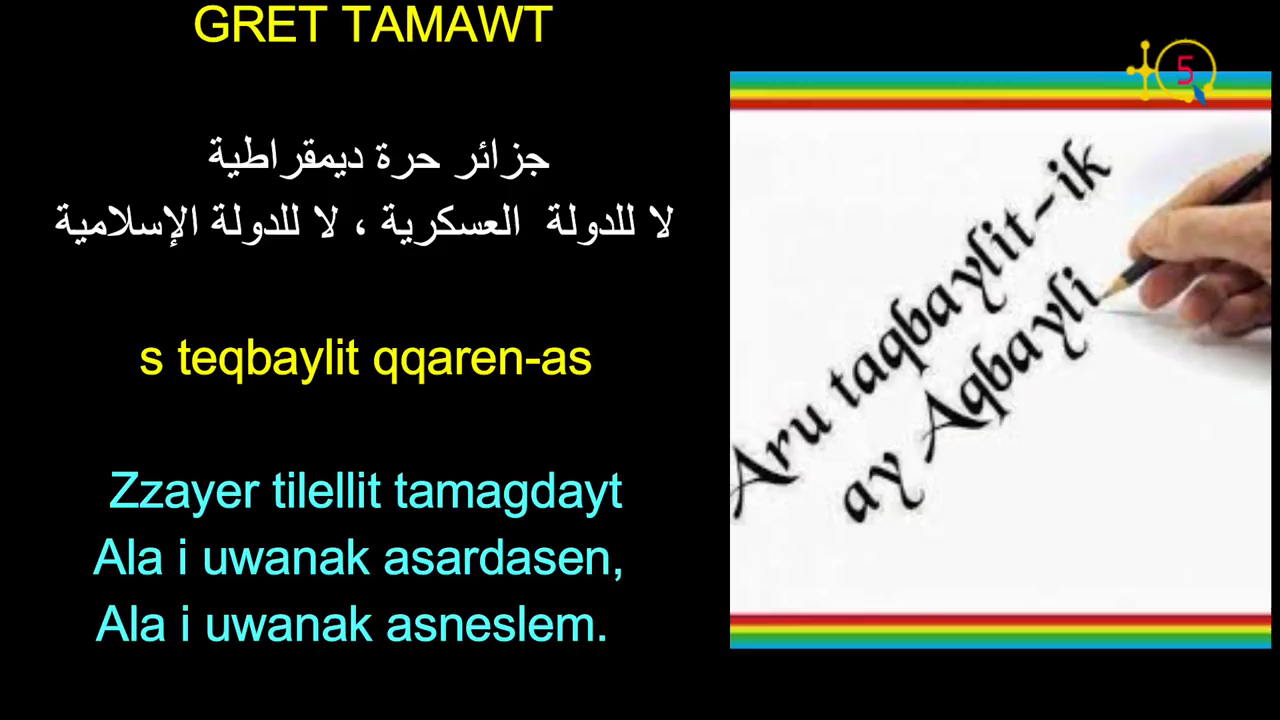 GRET TAMAWT
جزائر حرة ديمقراطية
لا للدولة العسكرية ، لا للدولة الإسلامية
s teqbaylit qqaren-as
Zzayer tilellit tamagdayt
Ala i uwanak asardasen,
Ala i uwanak asneslem.
5
Aru taqbaylit-ik
ay Aqbayli